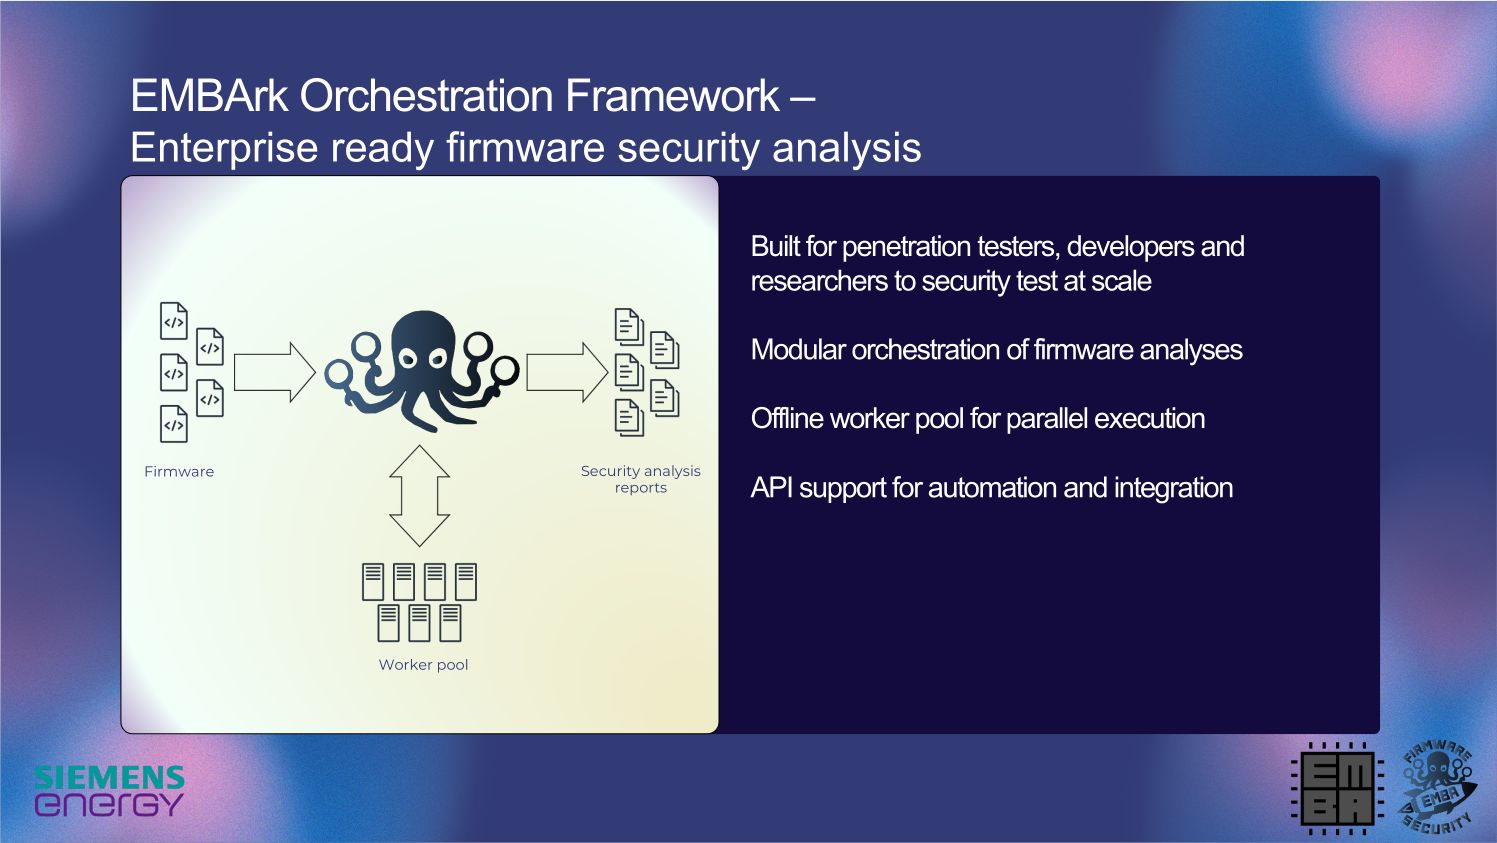 EMBArk Orchestration Framework –
Enterprise ready firmware security analysis
</>
</>
</>
</>
</>
Firmware
Security analysis
reports
Worker pool
Built for penetration testers, developers and
researchers to security test at scale
Modular orchestration of firmware analyses
Offline worker pool for parallel execution
API support for automation and integration
SIEMENS
energy
EM
BA
FIRMWARE
EMBA
SECURITY